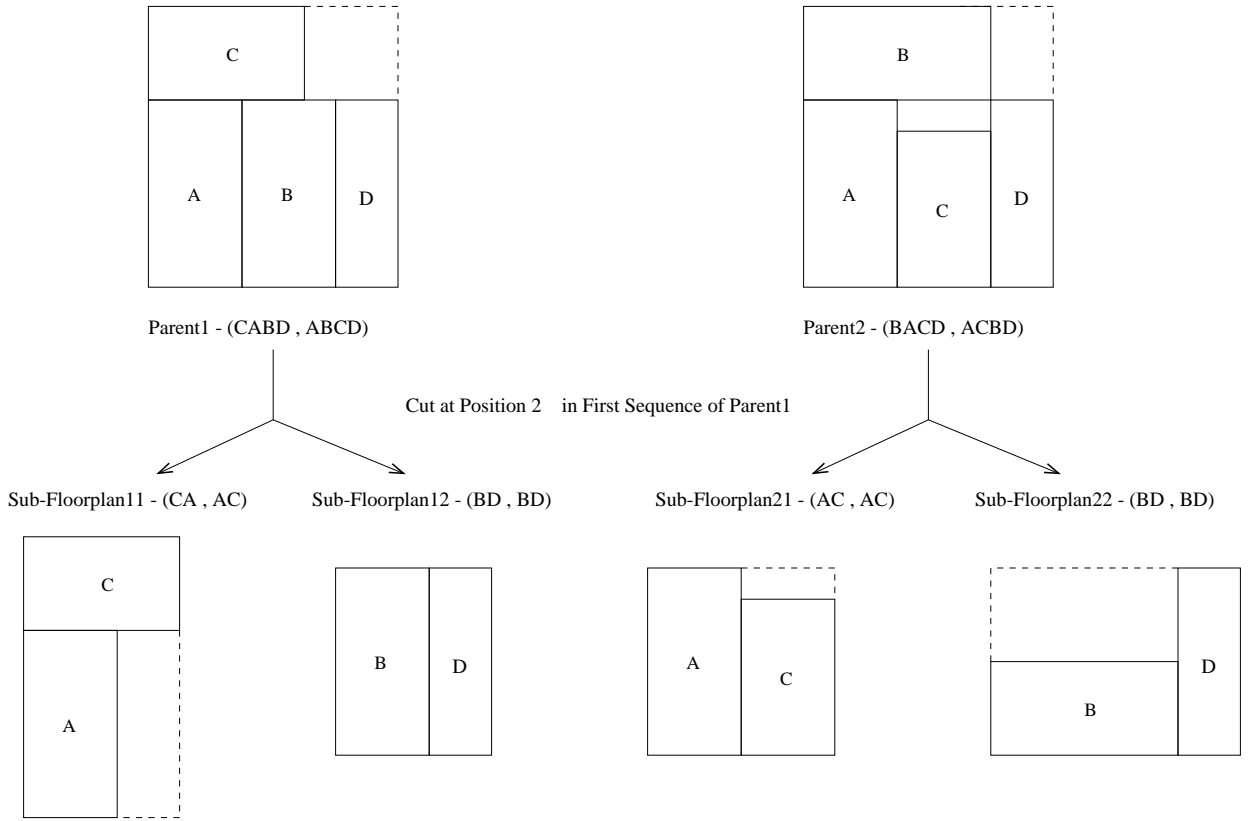 C
A
B
D
B
A
C
D
Parent1 - (CABD , ABCD)
Parent2 - (BACD , ACBD)
Cut at Position 2 in First Sequence of Parent1
Sub-Floorplan11 - (CA , AC)
Sub-Floorplan12 - (BD , BD)
Sub-Floorplan21 - (AC , AC)
Sub-Floorplan22 - (BD , BD)
C
A
B
D
A
C
B
D